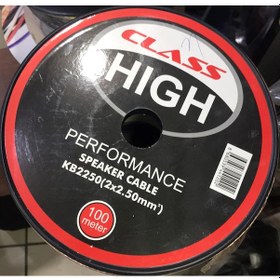 CLASS
HIGH
PERFORMANCE
SPEAKER CABLE
KB2250(2x2.50mm²)
100
meter